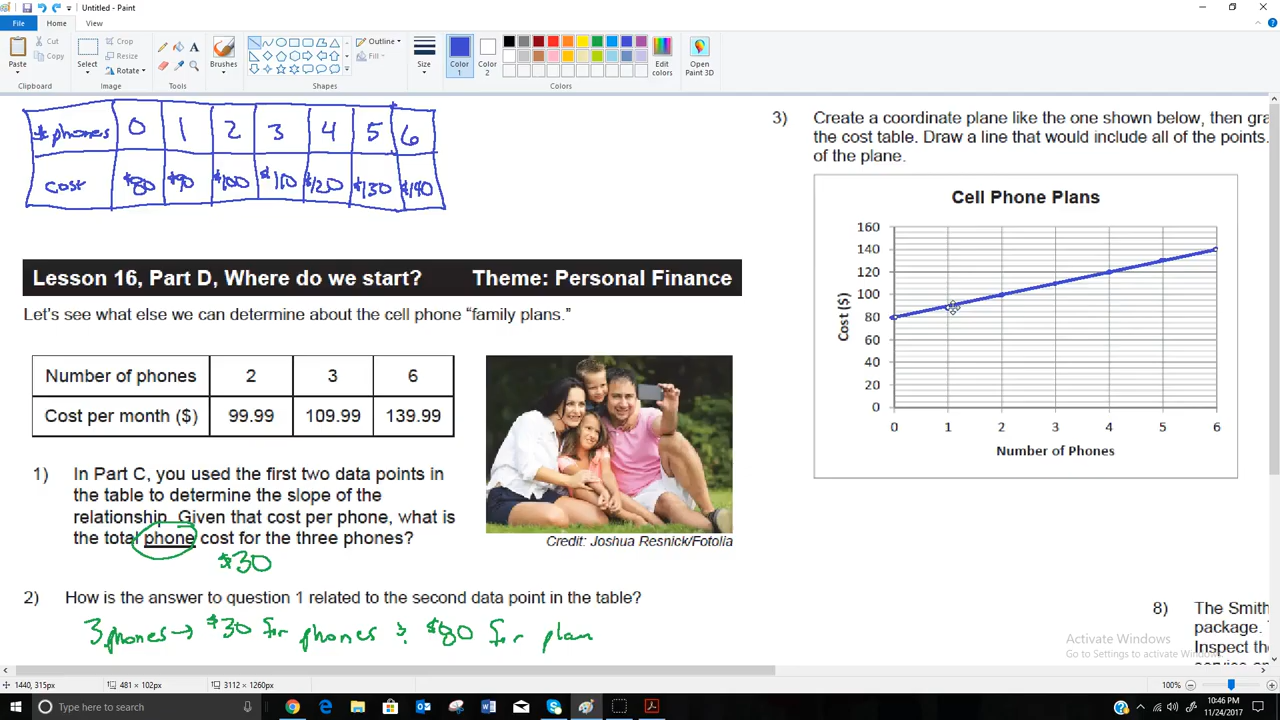 Untitled - Paint
File Home View
Paste Cut Copy Clipboard
Select Crop Resize Rotate Image
Tools
Brushes
Shapes Outline Fill
Size
Color 1 Color 2 Edit colors Colors
Open Paint 3D
# phones 0 1 2 3 4 5 6
cost $80 $90 $100 $110 $120 $130 $140
Lesson 16, Part D, Where do we start? Theme: Personal Finance
Let's see what else we can determine about the cell phone “family plans.”
Number of phones 2 3 6
Cost per month ($) 99.99 109.99 139.99
Credit: Joshua Resnick/Fotolia
1) In Part C, you used the first two data points in
the table to determine the slope of the
relationship. Given that cost per phone, what is
the total phone cost for the three phones?
$30
2) How is the answer to question 1 related to the second data point in the table?
3 phones → $30 for phones & $80 for plan
3) Create a coordinate plane like the one shown below, then gra
the cost table. Draw a line that would include all of the points.
of the plane.
Cell Phone Plans
Cost ($)
160
140
120
100
80
60
40
20
0
0 1 2 3 4 5 6
Number of Phones
8) The Smith
package. T
Inspect the
Activate Windows
Go to Settings to activate Windows.
1440, 315px 481 × 102px 3112 × 1260px 100%
Type here to search
10:46 PM
11/24/2017